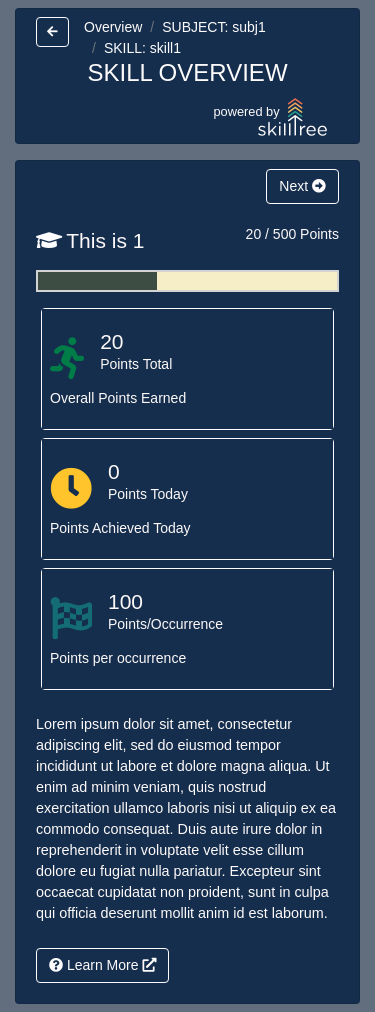 Overview / SUBJECT: subj1
/ SKILL: skill1
SKILL OVERVIEW
powered by skilltree
Next
This is 1
20 / 500 Points
20
Points Total
Overall Points Earned
0
Points Today
Points Achieved Today
100
Points/Occurrence
Points per occurrence
Lorem ipsum dolor sit amet, consectetur
adipiscing elit, sed do eiusmod tempor
incididunt ut labore et dolore magna aliqua. Ut
enim ad minim veniam, quis nostrud
exercitation ullamco laboris nisi ut aliquip ex ea
commodo consequat. Duis aute irure dolor in
reprehenderit in voluptate velit esse cillum
dolore eu fugiat nulla pariatur. Excepteur sint
occaecat cupidatat non proident, sunt in culpa
qui officia deserunt mollit anim id est laborum.
Learn More